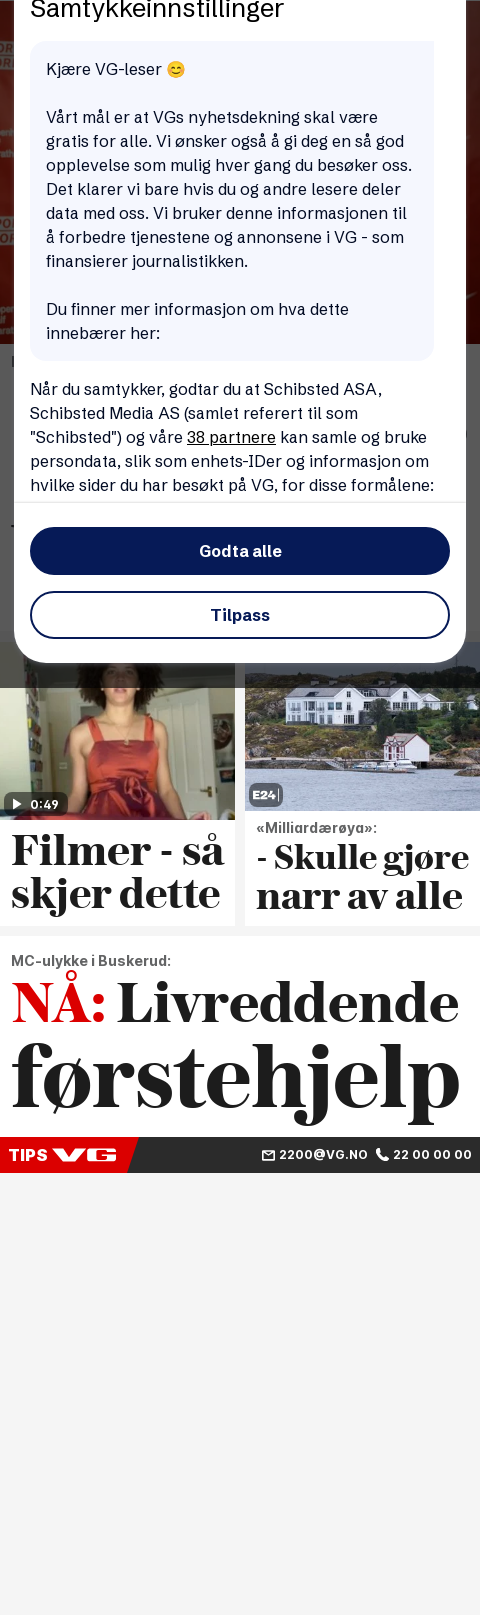 Samtykkeinnstillinger
Kjære VG-leser 😊
Vårt mål er at VGs nyhetsdekning skal være
gratis for alle. Vi ønsker også å gi deg en så god
opplevelse som mulig hver gang du besøker oss.
Det klarer vi bare hvis du og andre lesere deler
data med oss. Vi bruker denne informasjonen til
å forbedre tjenestene og annonsene i VG - som
finansierer journalistikken.
Du finner mer informasjon om hva dette
innebærer her:
Når du samtykker, godtar du at Schibsted ASA,
Schibsted Media AS (samlet referert til som
"Schibsted") og våre 38 partnere kan samle og bruke
persondata, slik som enhets-IDer og informasjon om
hvilke sider du har besøkt på VG, for disse formålene:
Godta alle
Tilpass
0:49
Filmer - så
skjer dette
E24
«Milliardærøya»:
- Skulle gjøre
narr av alle
MC-ulykke i Buskerud:
NÅ: Livreddende
førstehjelp
TIPS VG 2200@VG.NO 22 00 00 00